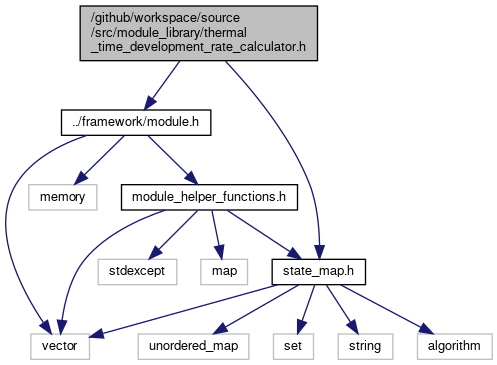 /github/workspace/source
/src/module_library/thermal
_time_development_rate_calculator.h
../framework/module.h
memory
module_helper_functions.h
stdexcept
map
state_map.h
vector
unordered_map
set
string
algorithm